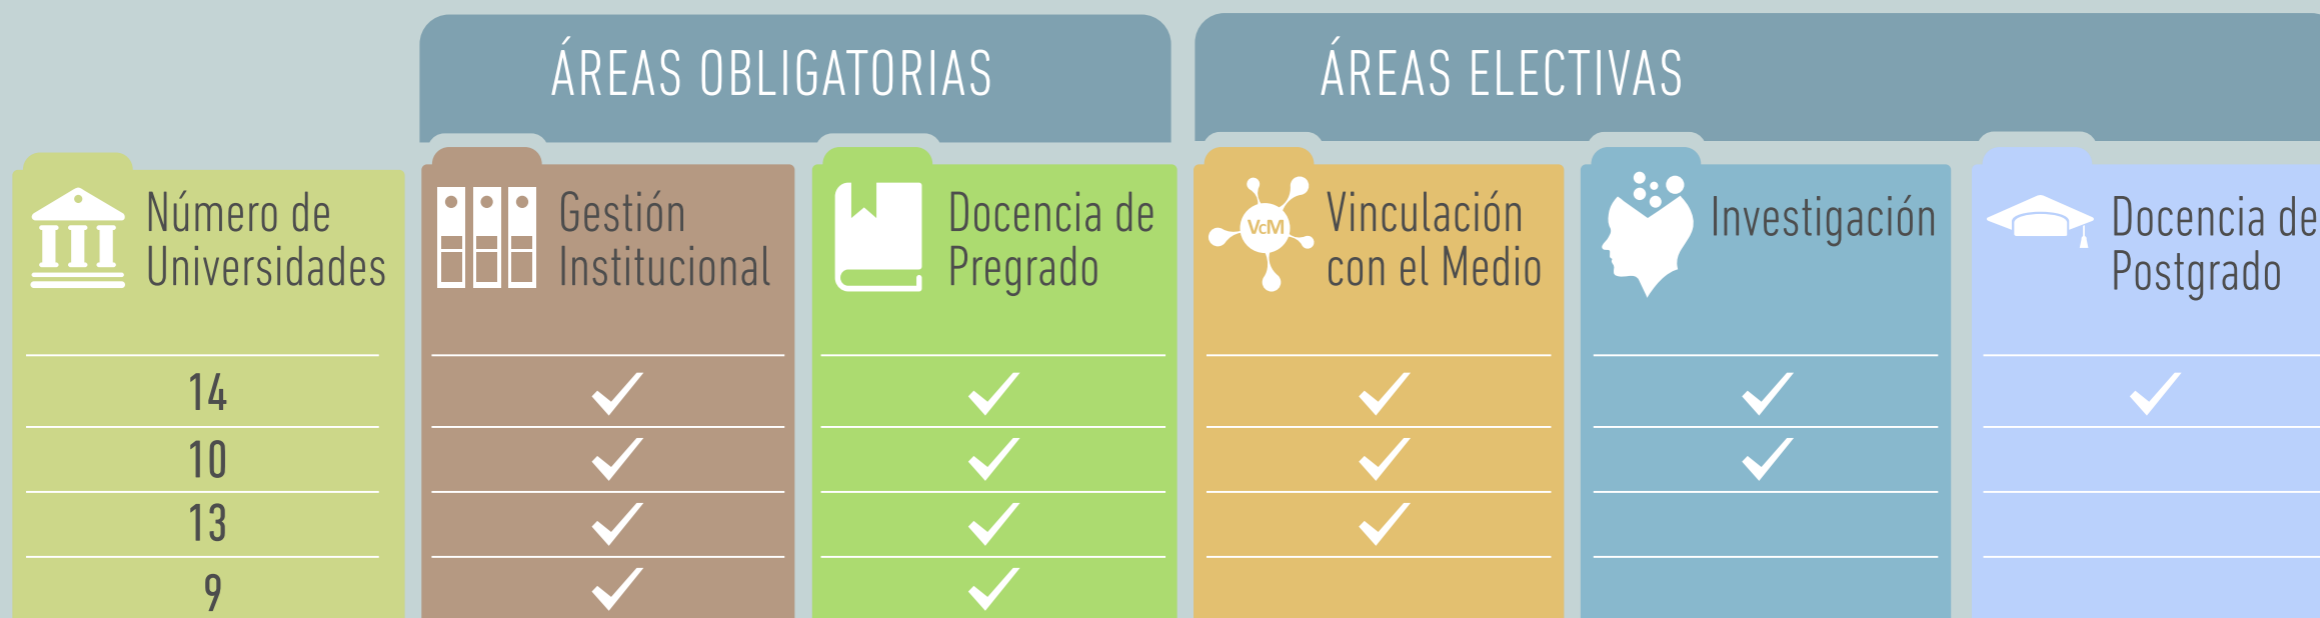 ÁREAS OBLIGATORIAS
ÁREAS ELECTIVAS
Número de
Universidades
Gestión
Institucional
Docencia de
Pregrado
VcM
Vinculación
con el Medio
Investigación
Docencia de
Postgrado
14
10
13
9